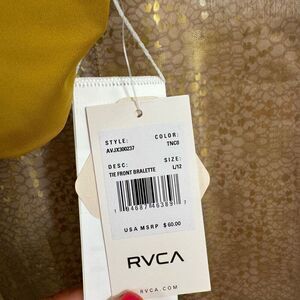 STYLE: COLOR:
AVJX300237 TNC0
DESC: SIZE:
TIE FRONT BRALETTE L/12
USA MSRP $ 60.00
RVCA
RVCA.COM